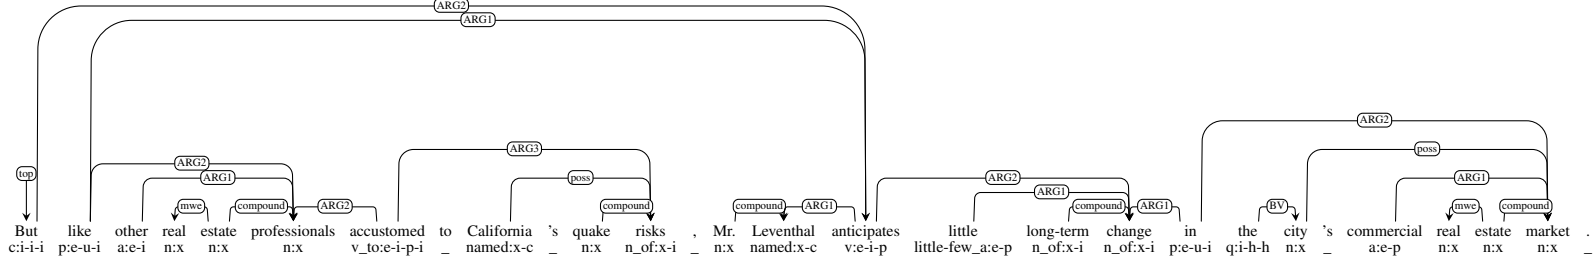 ARG2
ARG1
ARG2
ARG3
poss
top
ARG2
ARG1
poss
ARG2
ARG1
ARG1
mwe compound ARG2 compound compound ARG1 compound ARG1 BV mwe compound
But like other real estate professionals accustomed to California 's quake risks , Mr. Leventhal anticipates little long-term change in the city 's commercial real estate market .
c:i-i-i p:e-u-i a:e-i n:x n:x n:x v_to:e-i-p-i _ named:x-c _ n:x n_of:x-i _ n:x named:x-c v:e-i-p little-few_a:e-p n_of:x-i n_of:x-i p:e-u-i q:i-h-h n:x _ a:e-p n:x n:x n:x _